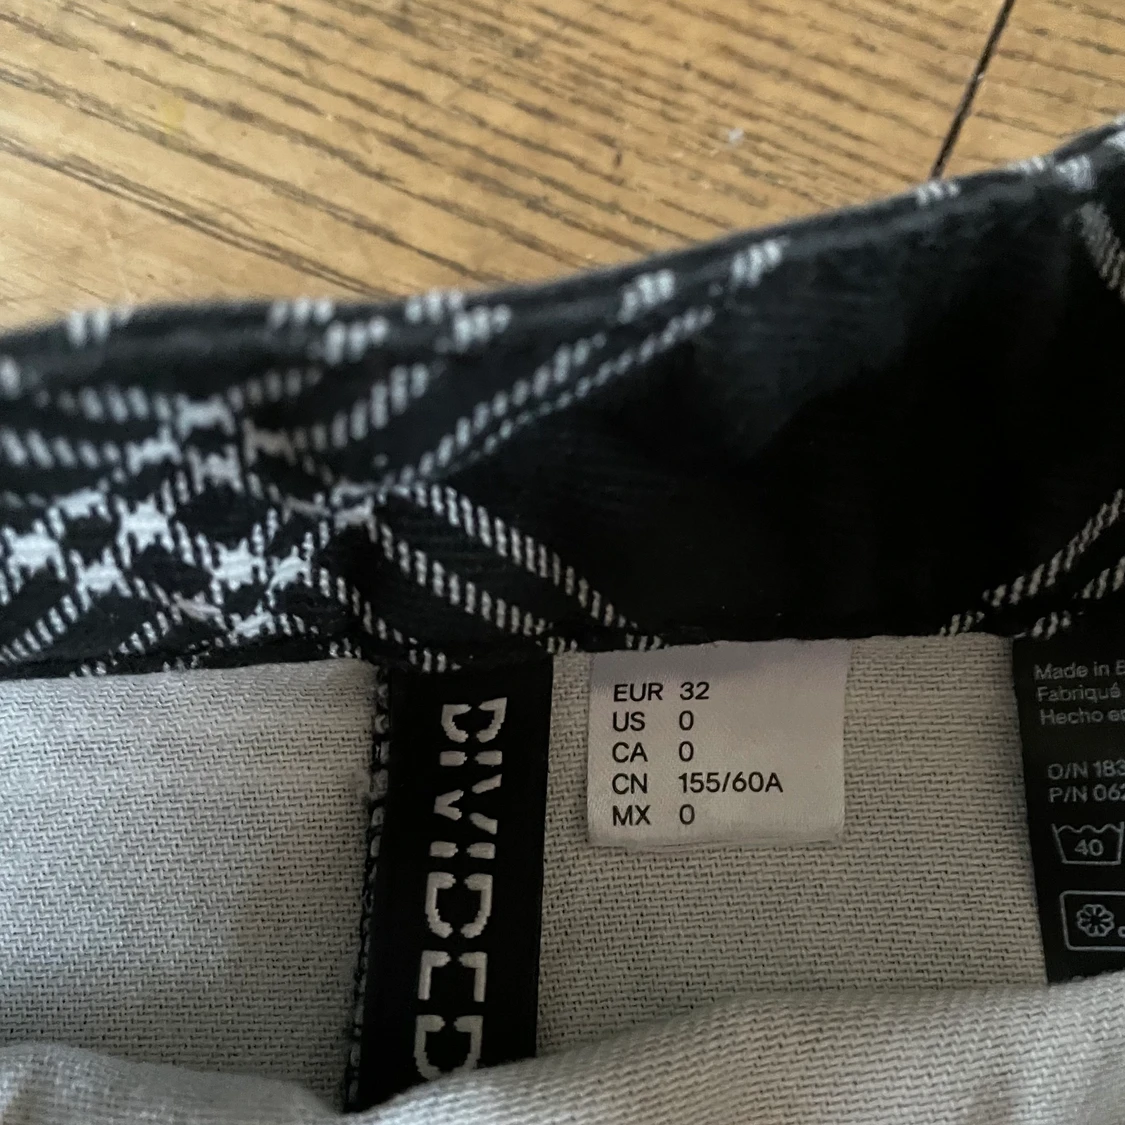 DIVIDED
EUR 32
US 0
CA 0
CN 155/60A
MX 0
Made in
Fabriqué
Hecho
O/N 183
P/N 062
40